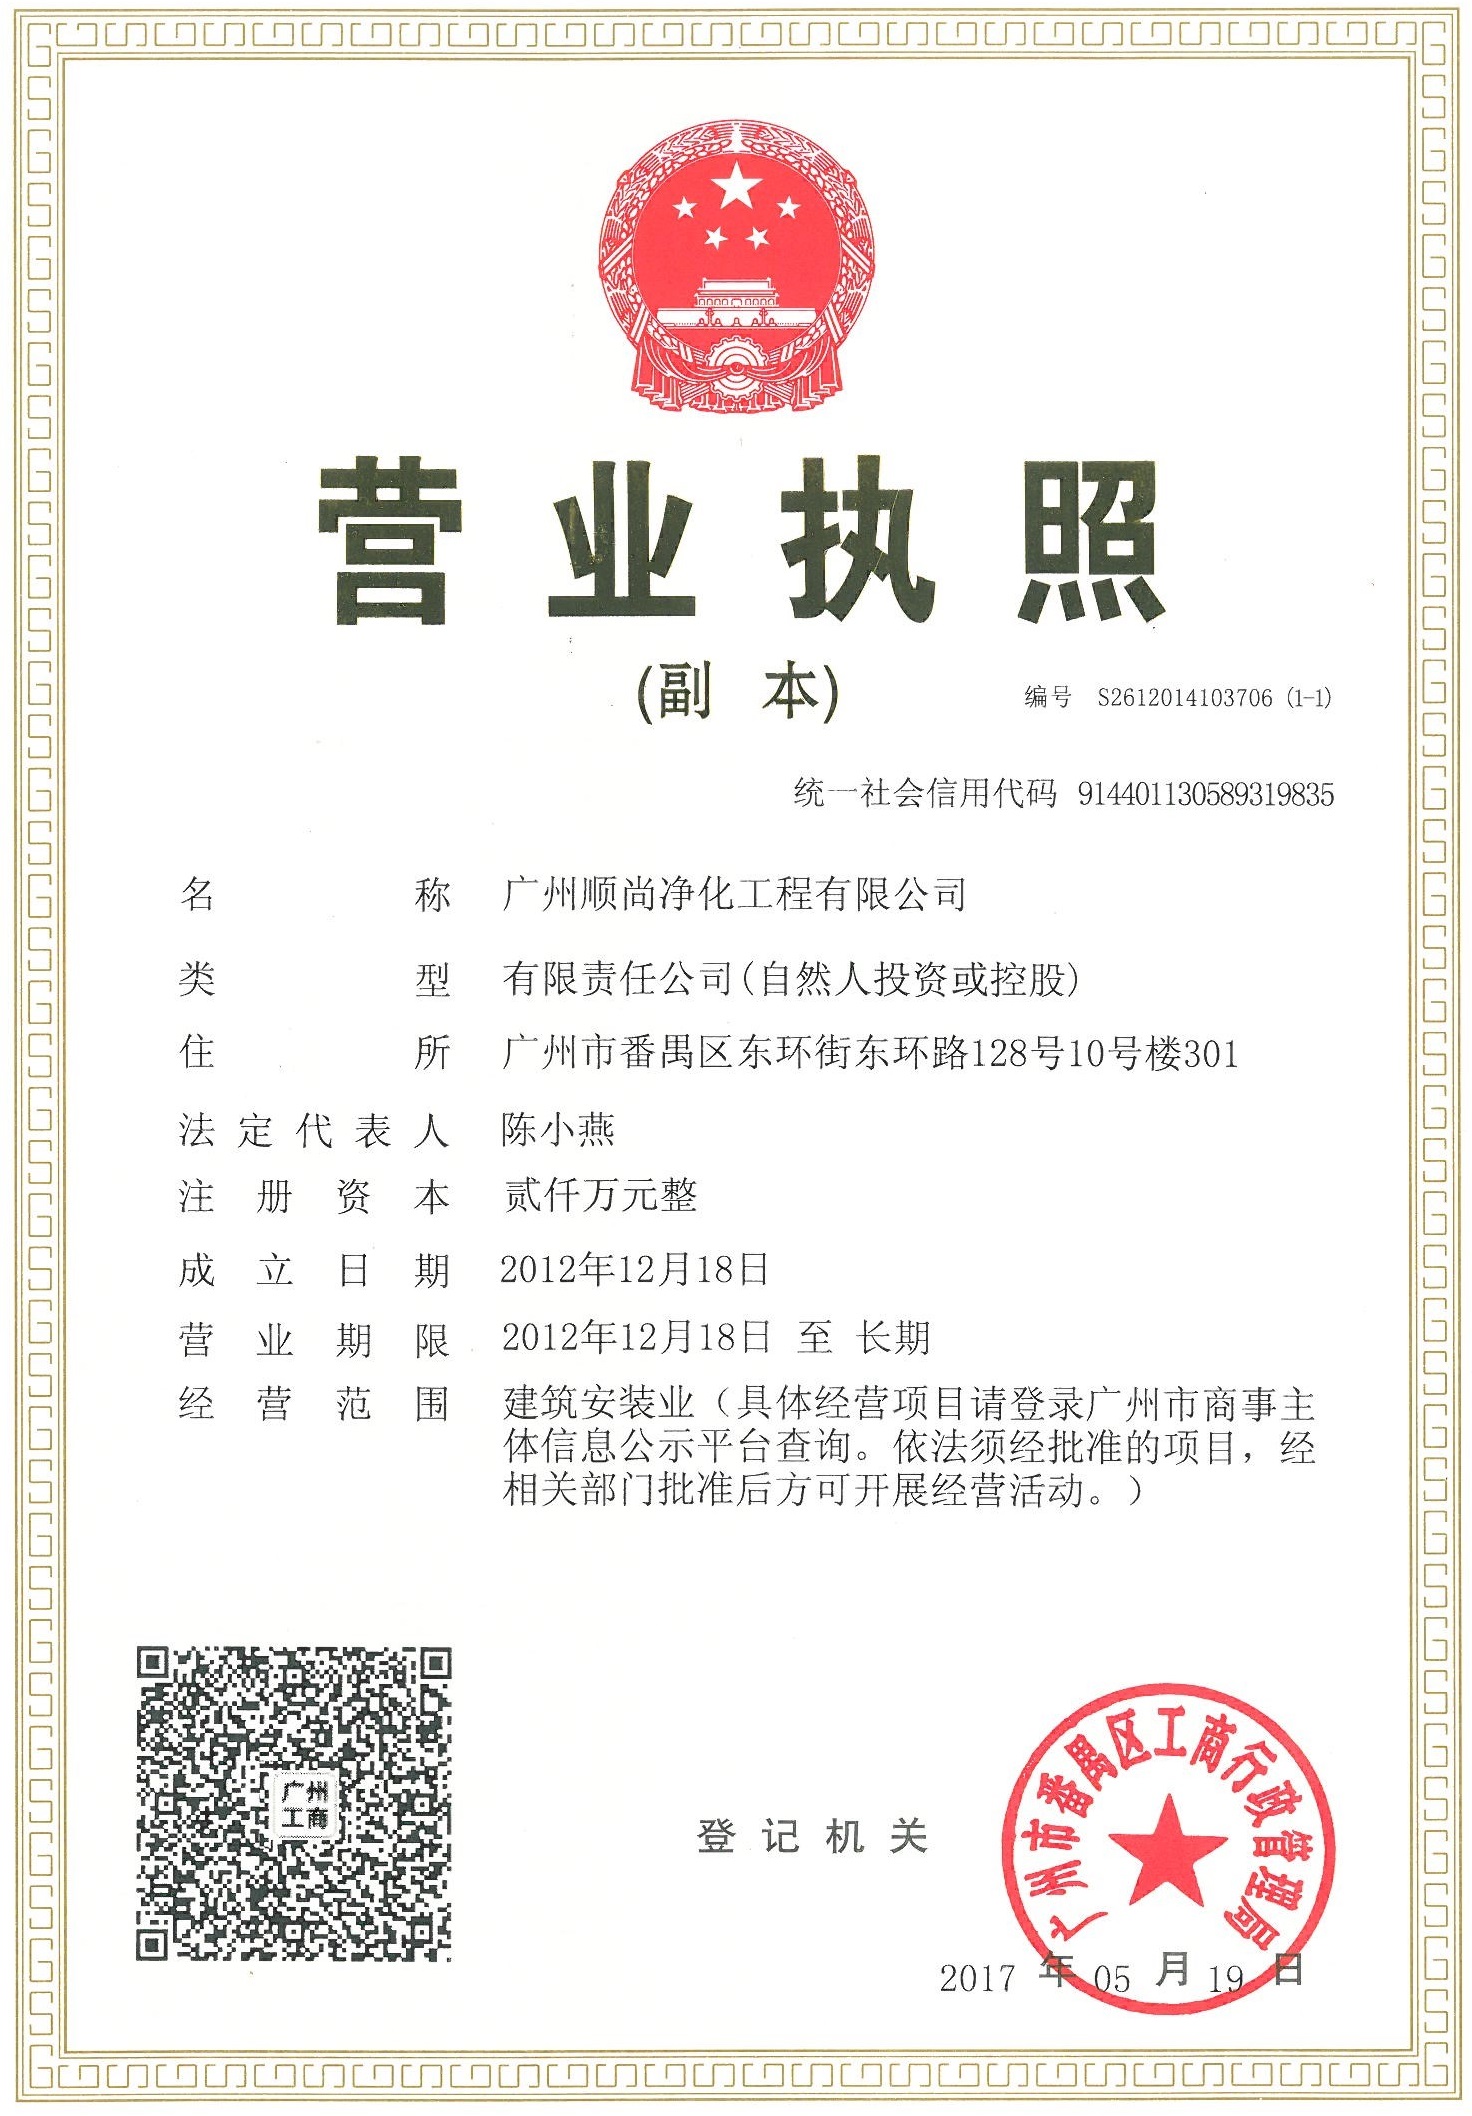 营业执照
(副 本)
编号 S2612014103706 (1-1)
统一社会信用代码 914401130589319835
名称 广州顺尚净化工程有限公司
类型 有限责任公司(自然人投资或控股)
住所 广州市番禺区东环街东环路128号10号楼301
法定代表人 陈小燕
注册资本 贰仟万元整
成立日期 2012年12月18日
营业期限 2012年12月18日 至 长期
经营范围 建筑安装业（具体经营项目请登录广州市商事主
体信息公示平台查询。依法须经批准的项目，经
相关部门批准后方可开展经营活动。）
广州
工商
登记机关
广州市番禺区工商行政管理局
2017 年 05 月 19 日